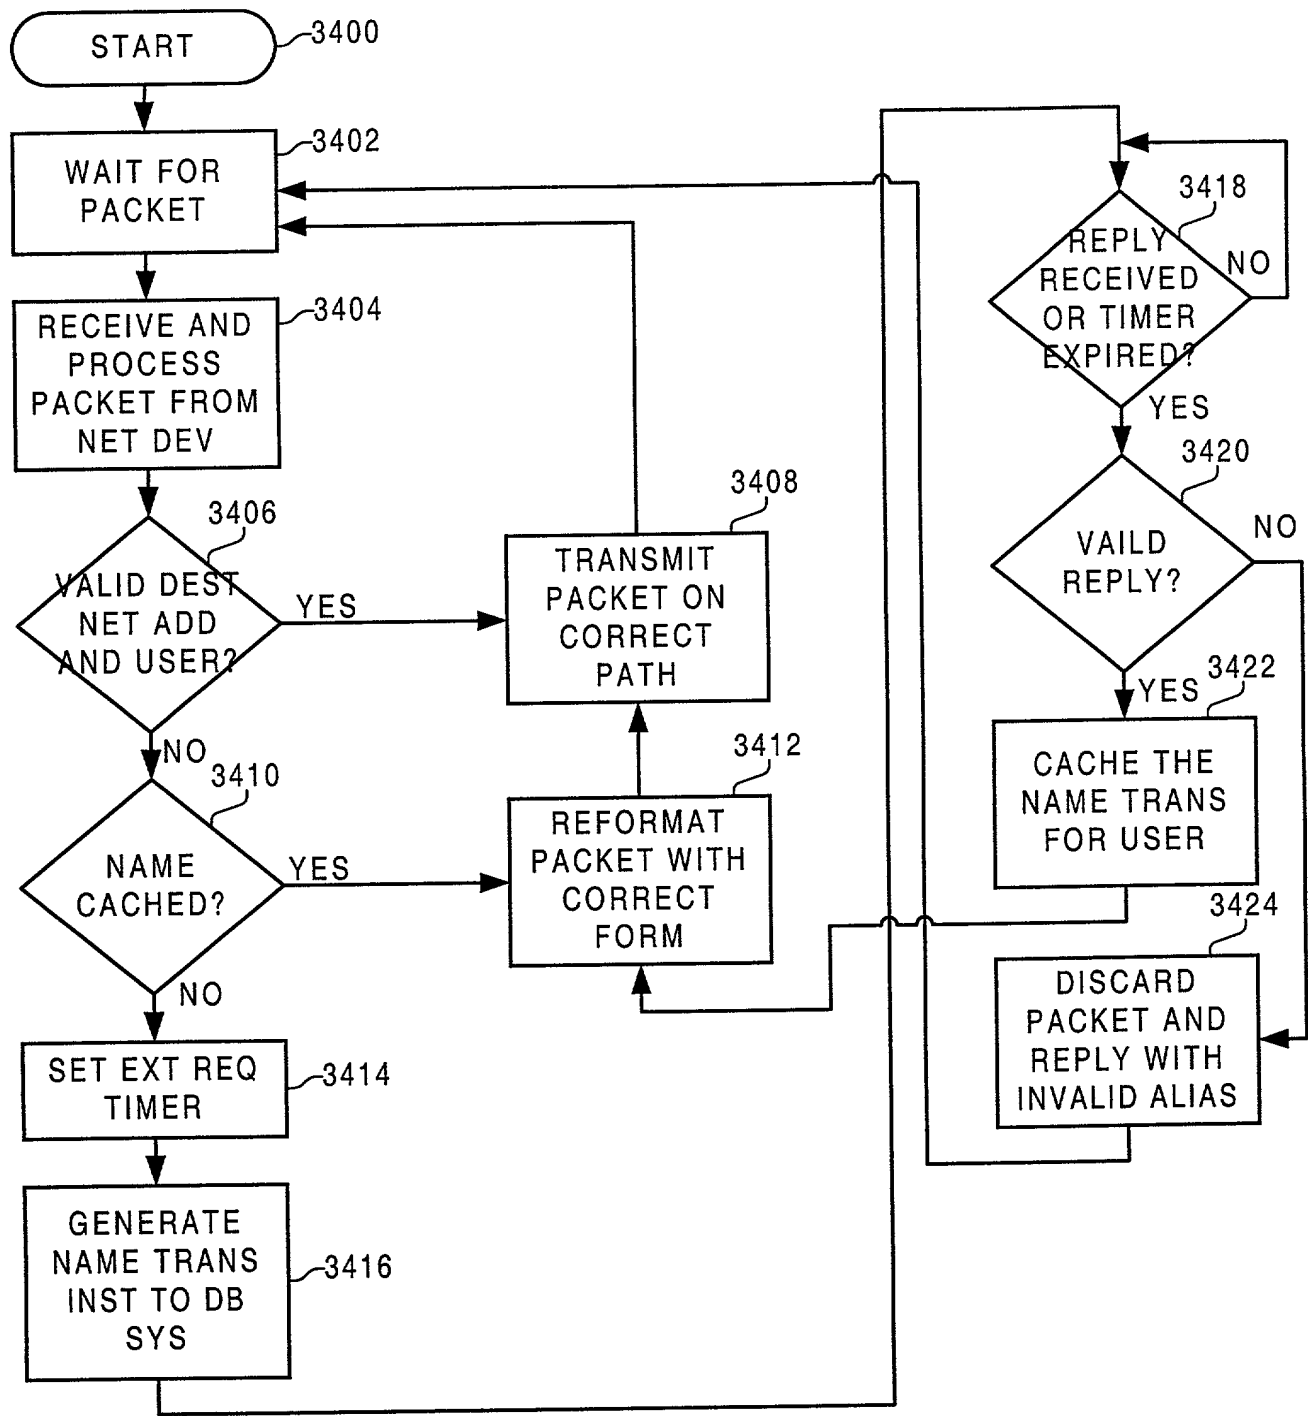 START
3400
3402
WAIT FOR
PACKET
3404
RECEIVE AND
PROCESS
PACKET FROM
NET DEV
3406
VALID DEST
NET ADD
AND USER?
YES
NO
3408
TRANSMIT
PACKET ON
CORRECT
PATH
3410
NAME
CACHED?
YES
NO
3412
REFORMAT
PACKET WITH
CORRECT
FORM
SET EXT REQ
TIMER
3414
GENERATE
NAME TRANS
INST TO DB
SYS
3416
3418
REPLY
RECEIVED
OR TIMER
EXPIRED?
NO
YES
3420
VAILD
REPLY?
NO
YES
3422
CACHE THE
NAME TRANS
FOR USER
3424
DISCARD
PACKET AND
REPLY WITH
INVALID ALIAS